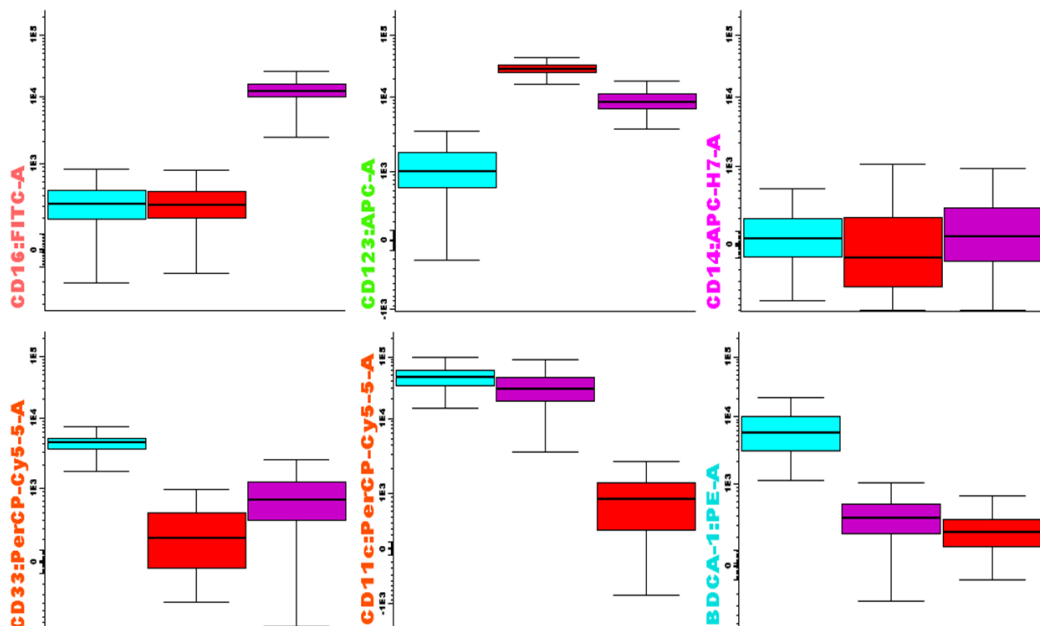 CD16:FITC-A
1E5
1E4
1E3
0
CD123:APC-A
1E5
1E4
1E3
0
-1E3
CD14:APC-H7-A
1E5
1E4
1E3
0
CD33:PerCP-Cy5-5-A
1E5
1E4
1E3
0
CD11c:PerCP-Cy5-5-A
1E5
1E4
1E3
0
-1E3
BDCA-1:PE-A
1E5
1E4
1E3
0